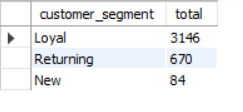 customer_segment total
Loyal 3146
Returning 670
New 84